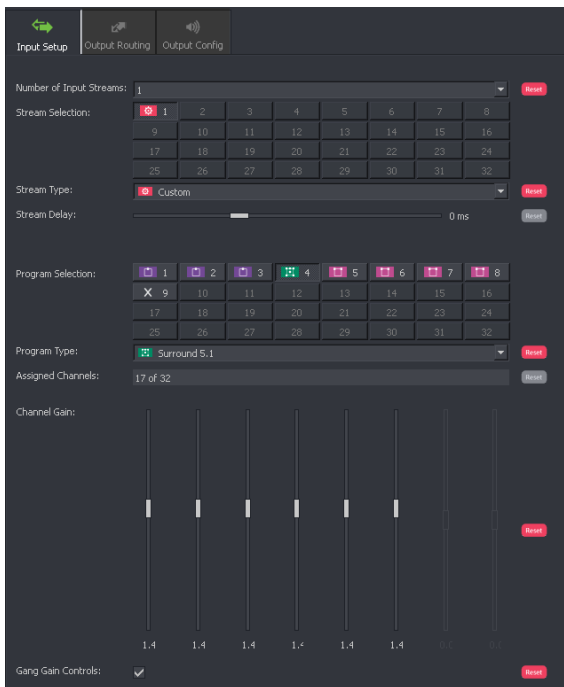 Input Setup Output Routing Output Config
Number of Input Streams: 1 Reset
Stream Selection: 1 2 3 4 5 6 7 8
9 10 11 12 13 14 15 16
17 18 19 20 21 22 23 24
25 26 27 28 29 30 31 32
Stream Type: Custom Reset
Stream Delay: 0 ms Reset
Program Selection: 1 2 3 4 5 6 7 8
X 9 10 11 12 13 14 15 16
17 18 19 20 21 22 23 24
25 26 27 28 29 30 31 32
Program Type: Surround 5.1 Reset
Assigned Channels: 17 of 32 Reset
Channel Gain:
Reset
1.4 1.4 1.4 1.4 1.4 1.4 0.0 0.0
Gang Gain Controls: Reset